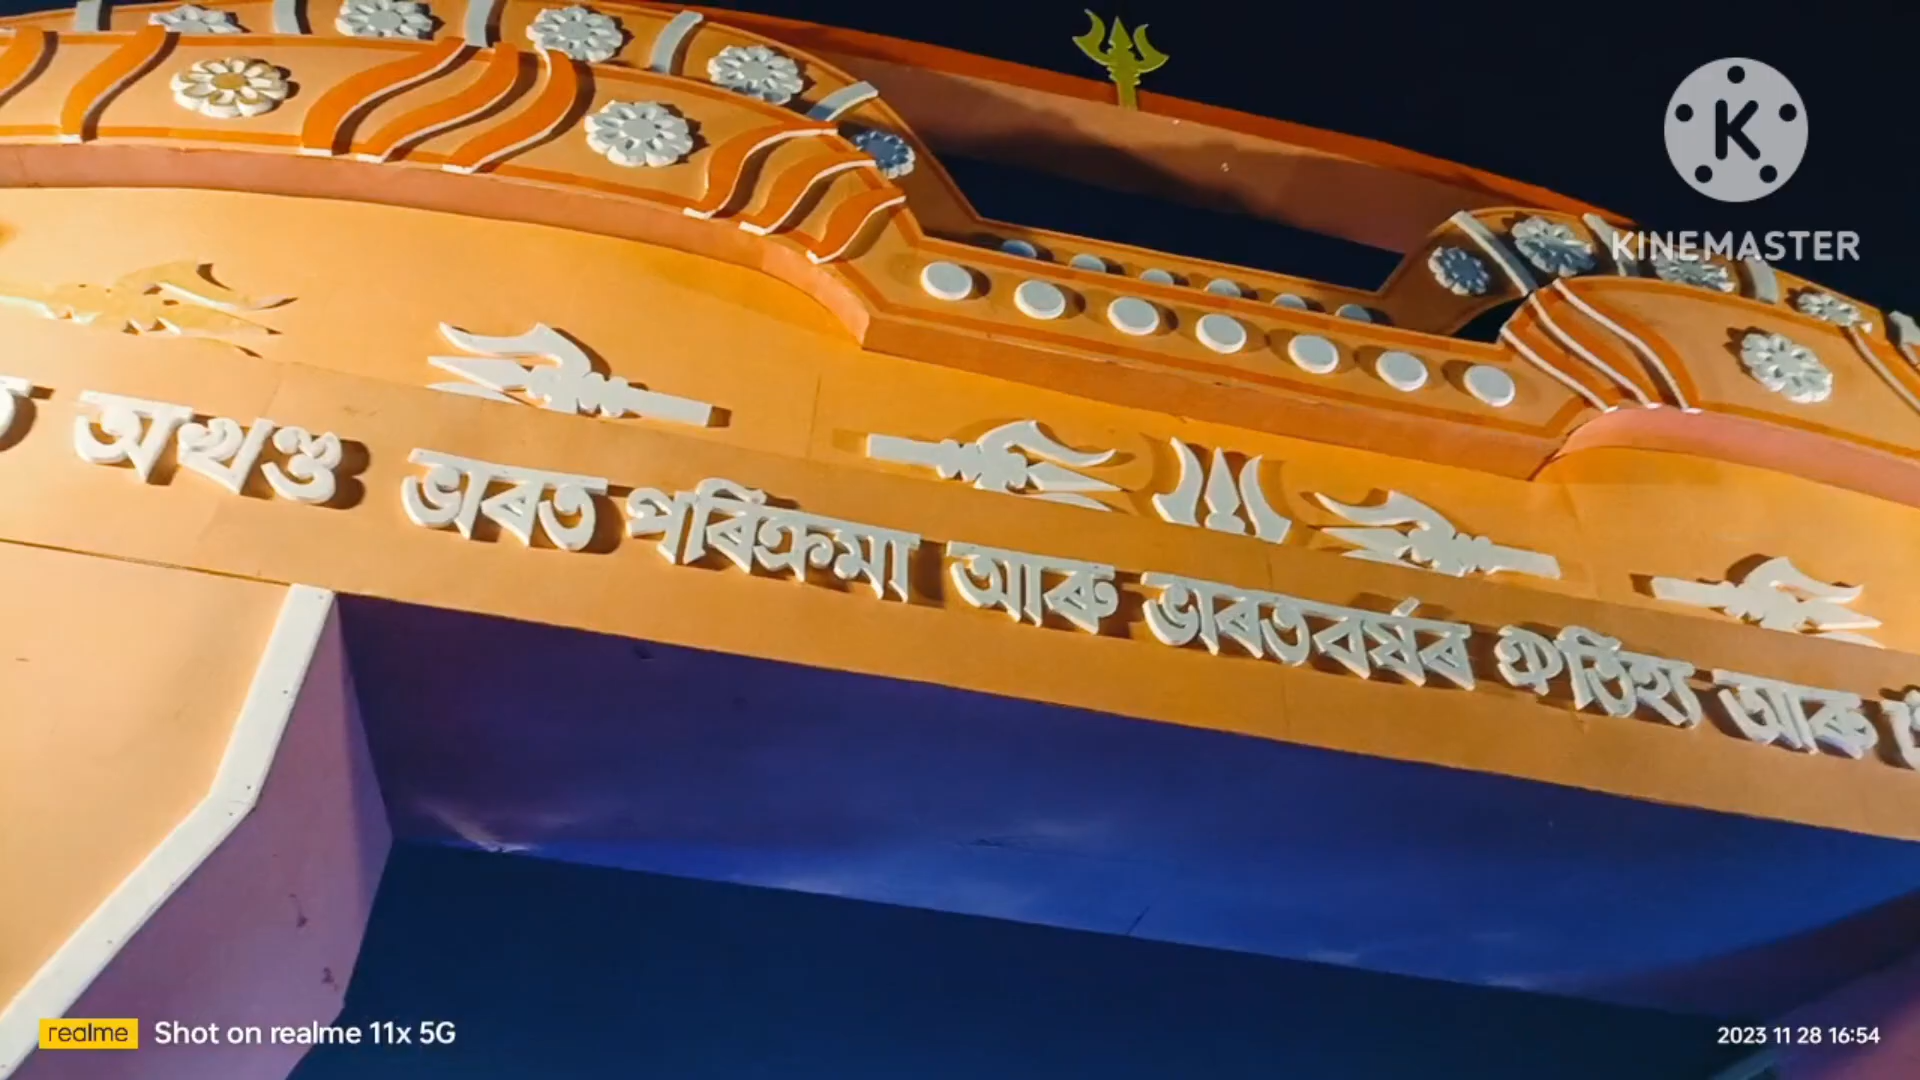 KINEMASTER
অখণ্ড ভাৰত পৰিক্ৰমা আৰু ভাৰতবৰ্ষৰ ঐতিহ্য আৰু
realme Shot on realme 11x 5G
2023 11 28 16:54